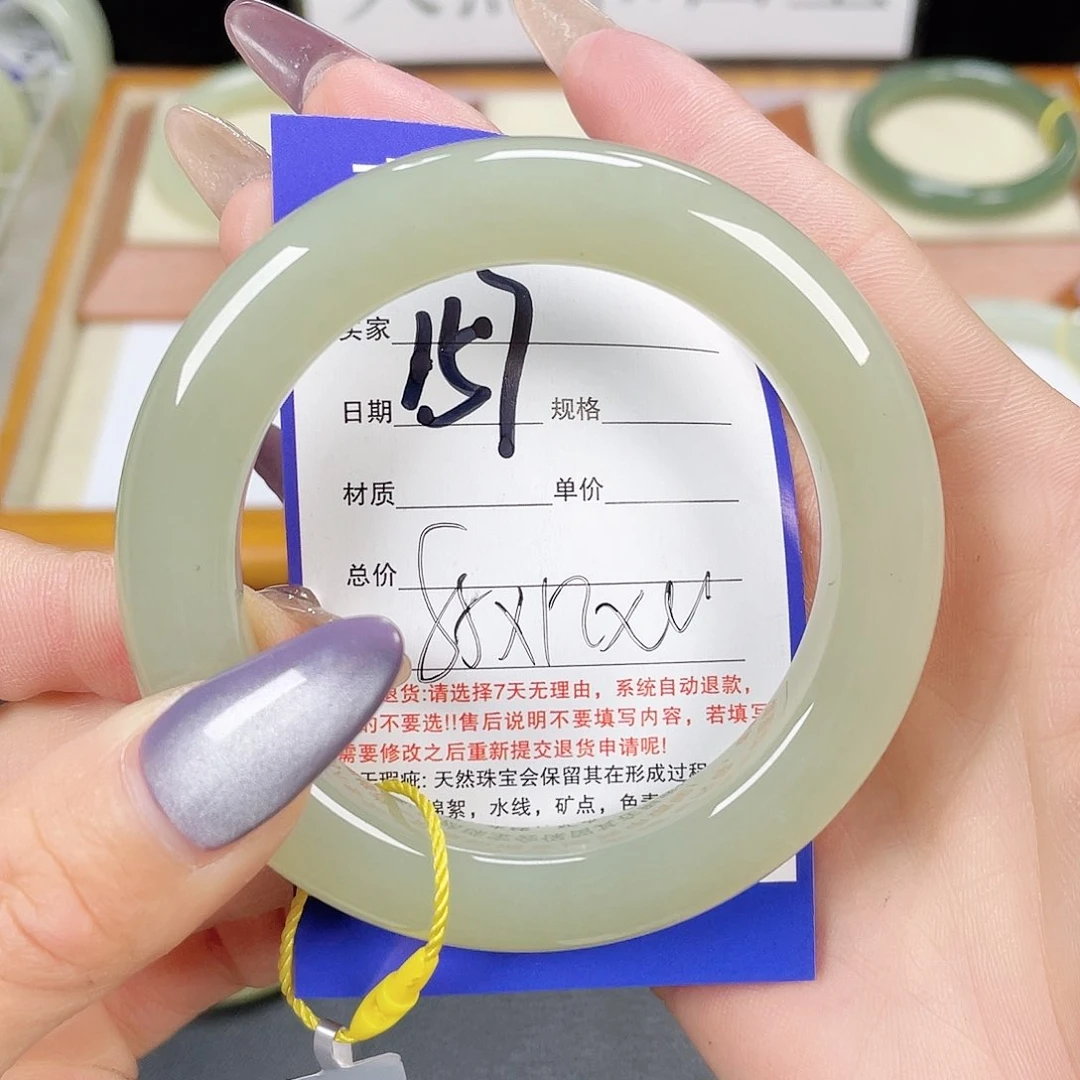 157
买家
日期 规格
材质 单价
总价
退货:请选择7天无理由，系统自动退款，
的不要选!!售后说明不要填写内容，若填写
需要修改之后重新提交退货申请呢!
于瑕疵: 天然珠宝会保留其在形成过程
棉絮，水线，矿点，色